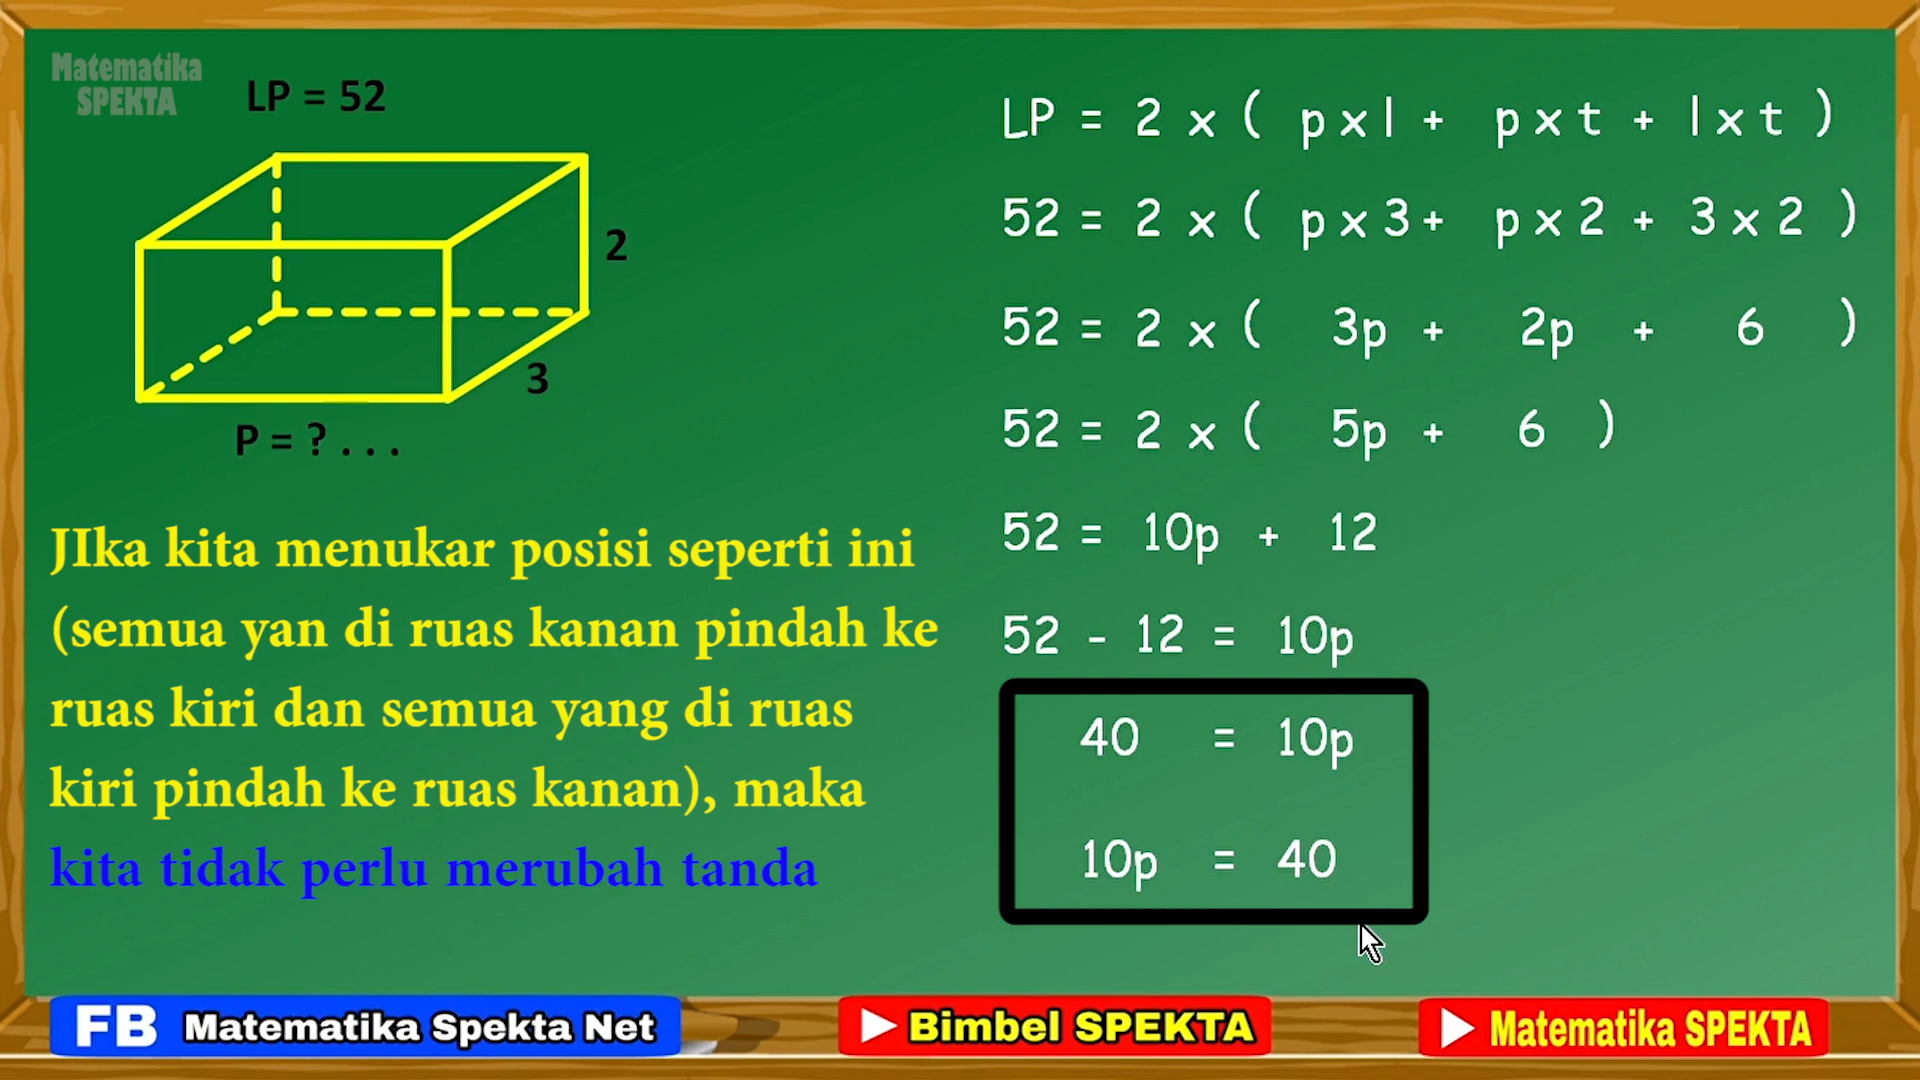 Matematika
SPEKTA
LP = 52
2
3
P = ? . . .
JIka kita menukar posisi seperti ini
(semua yan di ruas kanan pindah ke
ruas kiri dan semua yang di ruas
kiri pindah ke ruas kanan), maka
kita tidak perlu merubah tanda
LP = 2 x ( p x l + p x t + l x t )
52 = 2 x ( p x 3 + p x 2 + 3 x 2 )
52 = 2 x ( 3p + 2p + 6 )
52 = 2 x ( 5p + 6 )
52 = 10p + 12
52 - 12 = 10p
40 = 10p
10p = 40
FB Matematika Spekta Net
Bimbel SPEKTA
Matematika SPEKTA